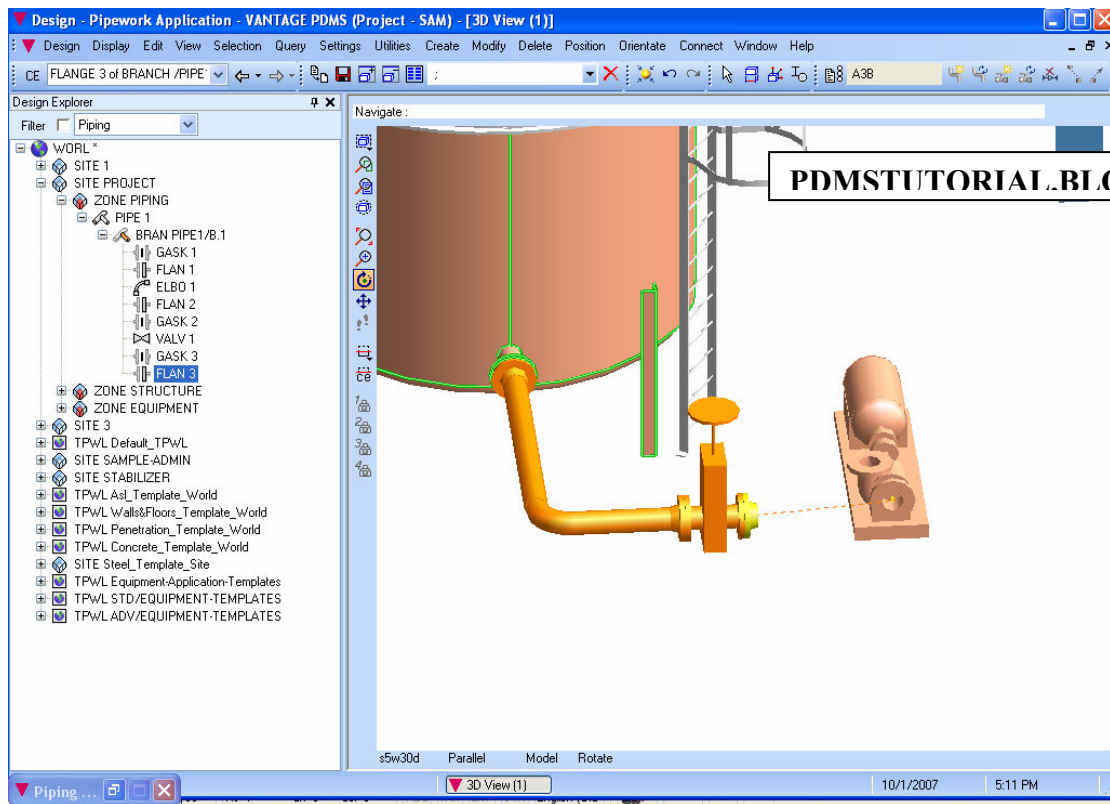 Design - Pipework Application - VANTAGE PDMS (Project - SAM) - [3D View (1)]
Design Display Edit View Selection Query Settings Utilities Create Modify Delete Position Orientate Connect Window Help
CE FLANGE 3 of BRANCH /PIPE' ; A3B
Design Explorer
Filter Piping
Navigate :
PDMSTUTORIAL.BLO
WORL *
SITE 1
SITE PROJECT
ZONE PIPING
PIPE 1
BRAN PIPE1/B.1
GASK 1
FLAN 1
ELBO 1
FLAN 2
GASK 2
VALV 1
GASK 3
FLAN 3
ZONE STRUCTURE
ZONE EQUIPMENT
SITE 3
TPWL Default_TPWL
SITE SAMPLE-ADMIN
SITE STABILIZER
TPWL Asl_Template_World
TPWL Walls&Floors_Template_World
TPWL Penetration_Template_World
TPWL Concrete_Template_World
SITE Steel_Template_Site
TPWL Equipment-Application-Templates
TPWL STD/EQUIPMENT-TEMPLATES
TPWL ADV/EQUIPMENT-TEMPLATES
ce
1
2
3
4
s5w30d Parallel Model Rotate
Piping ... 3D View (1) 10/1/2007 5:11 PM